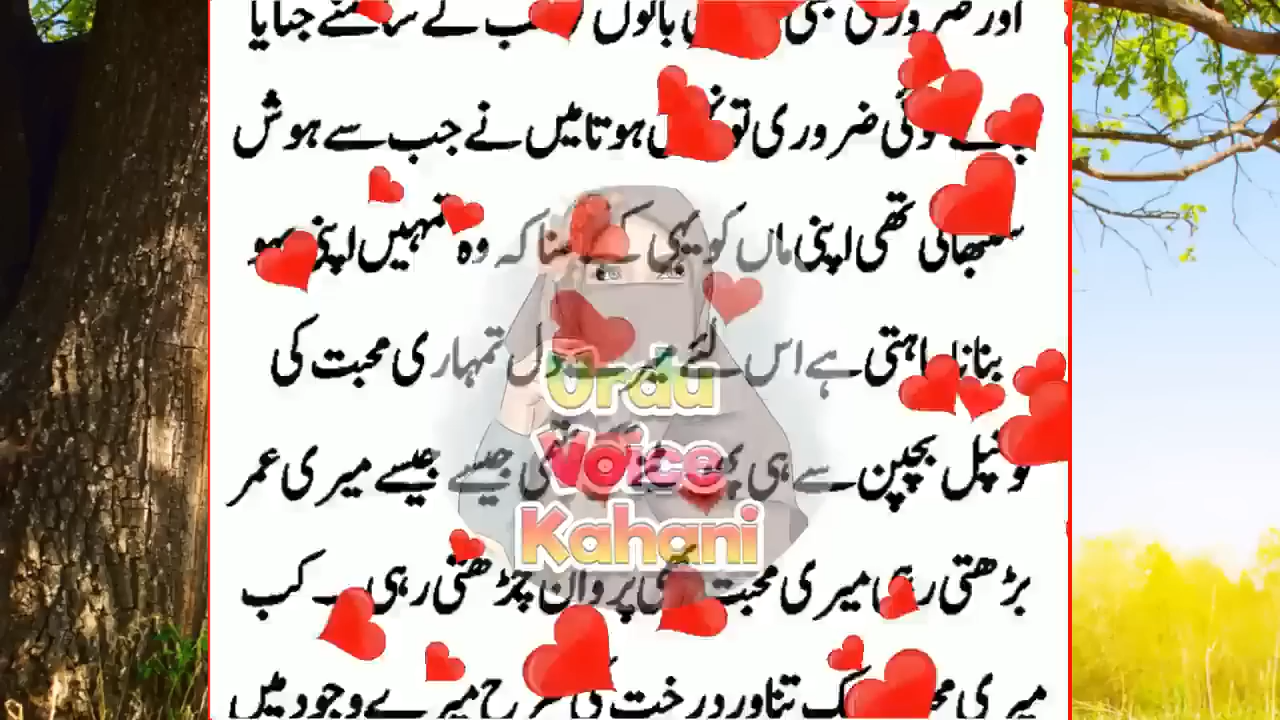 اور ضروری بھی باتوں سب کے سامنے جتایا
جائے کوئی ضروری تو نہیں ہوتا میں نے جب سے ہوش
سنبھالی تھی اپنی ماں کو یہی کہتے سنا کہ وہ تمہیں اپنی بہو
بنانا چاہتی ہے اس لئے میرے دل تمہاری محبت کی
کونپل بچپن سے ہی جیسے جیسے میری عمر
بڑھتی رہی میری محبت بھی پروان چڑھتی رہی ۔ کب
میری تناور درخت کی طرح میرے وجود میں
Urdu
Voice
Kahani